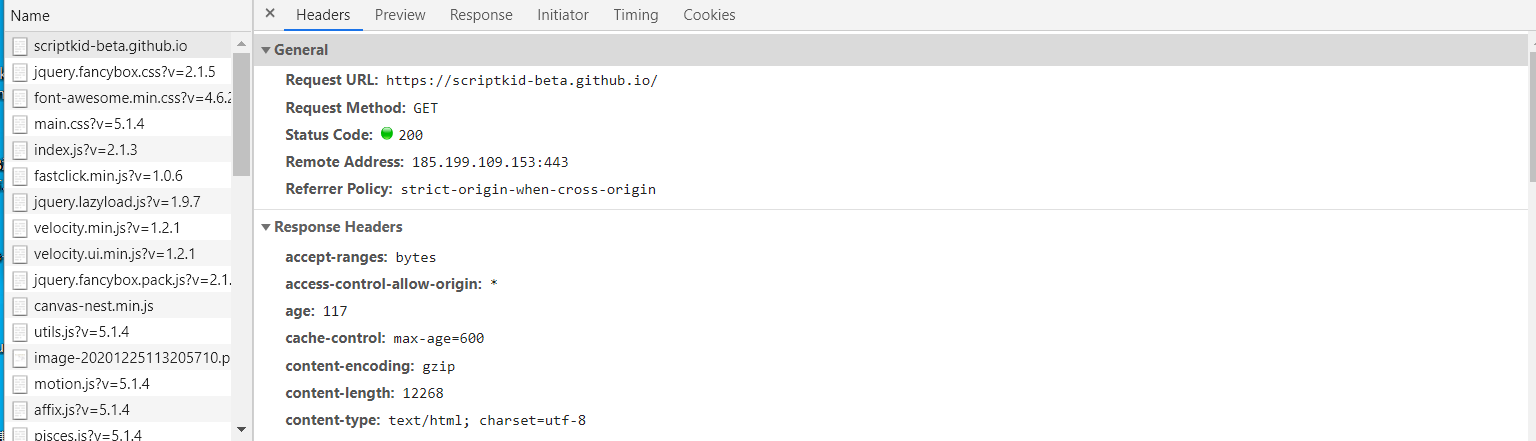 Name
scriptkid-beta.github.io
jquery.fancybox.css?v=2.1.5
font-awesome.min.css?v=4.6.2
main.css?v=5.1.4
index.js?v=2.1.3
fastclick.min.js?v=1.0.6
jquery.lazyload.js?v=1.9.7
velocity.min.js?v=1.2.1
velocity.ui.min.js?v=1.2.1
jquery.fancybox.pack.js?v=2.1.
canvas-nest.min.js
utils.js?v=5.1.4
image-20201225113205710.p
motion.js?v=5.1.4
affix.js?v=5.1.4
pisces.js?v=5.1.4
× Headers Preview Response Initiator Timing Cookies
General
Request URL: https://scriptkid-beta.github.io/
Request Method: GET
Status Code: 200
Remote Address: 185.199.109.153:443
Referrer Policy: strict-origin-when-cross-origin
Response Headers
accept-ranges: bytes
access-control-allow-origin: *
age: 117
cache-control: max-age=600
content-encoding: gzip
content-length: 12268
content-type: text/html; charset=utf-8